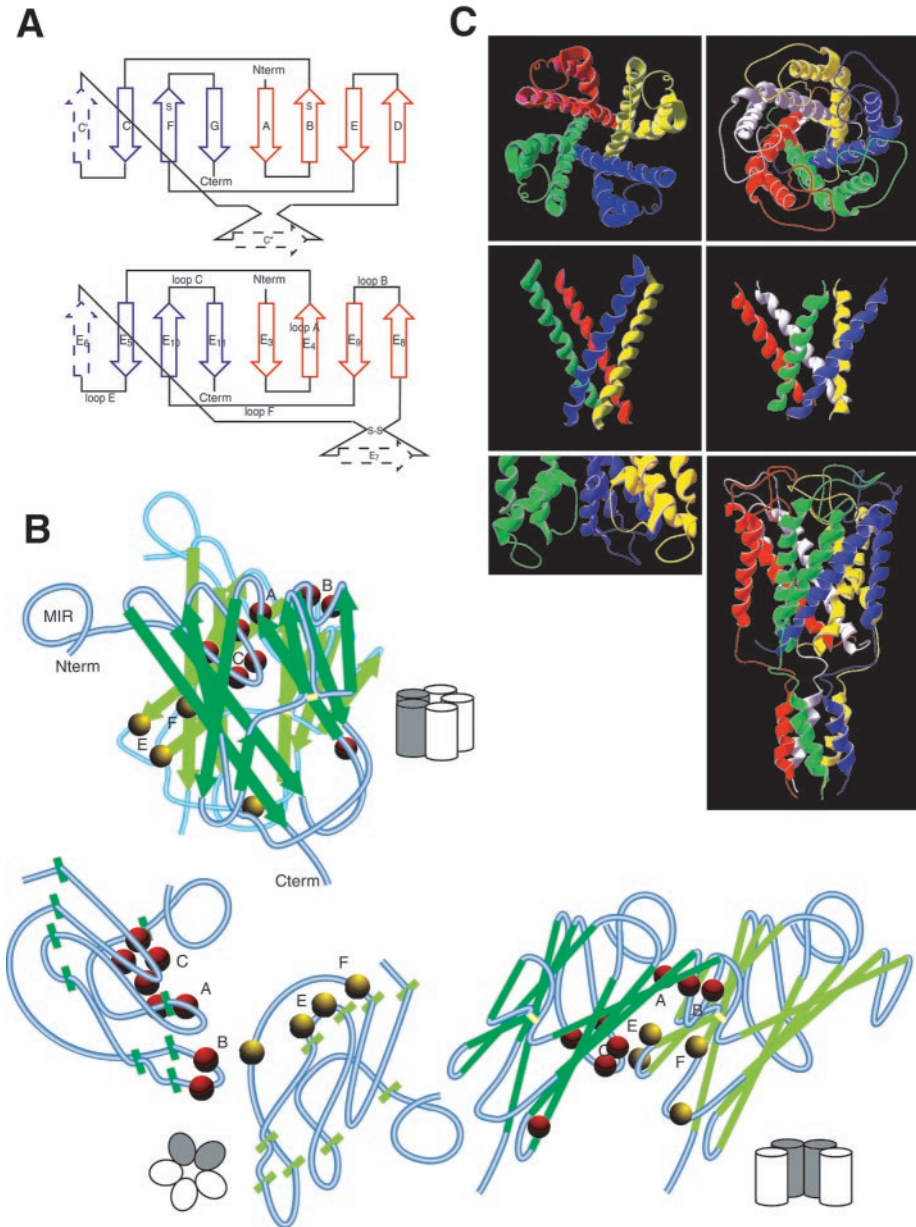 A
Nterm
C'
C
S
F
G
A
S
B
E
D
Cterm
C"
loop C
Nterm
loop B
E6
E5
E10
E11
E3
loop A
E4
E9
E8
loop E
Cterm
loop F
S-S
E7
B
MIR
Nterm
A
B
C
F
E
Cterm
C
A
B
F
E
A
B
E
C
F
C